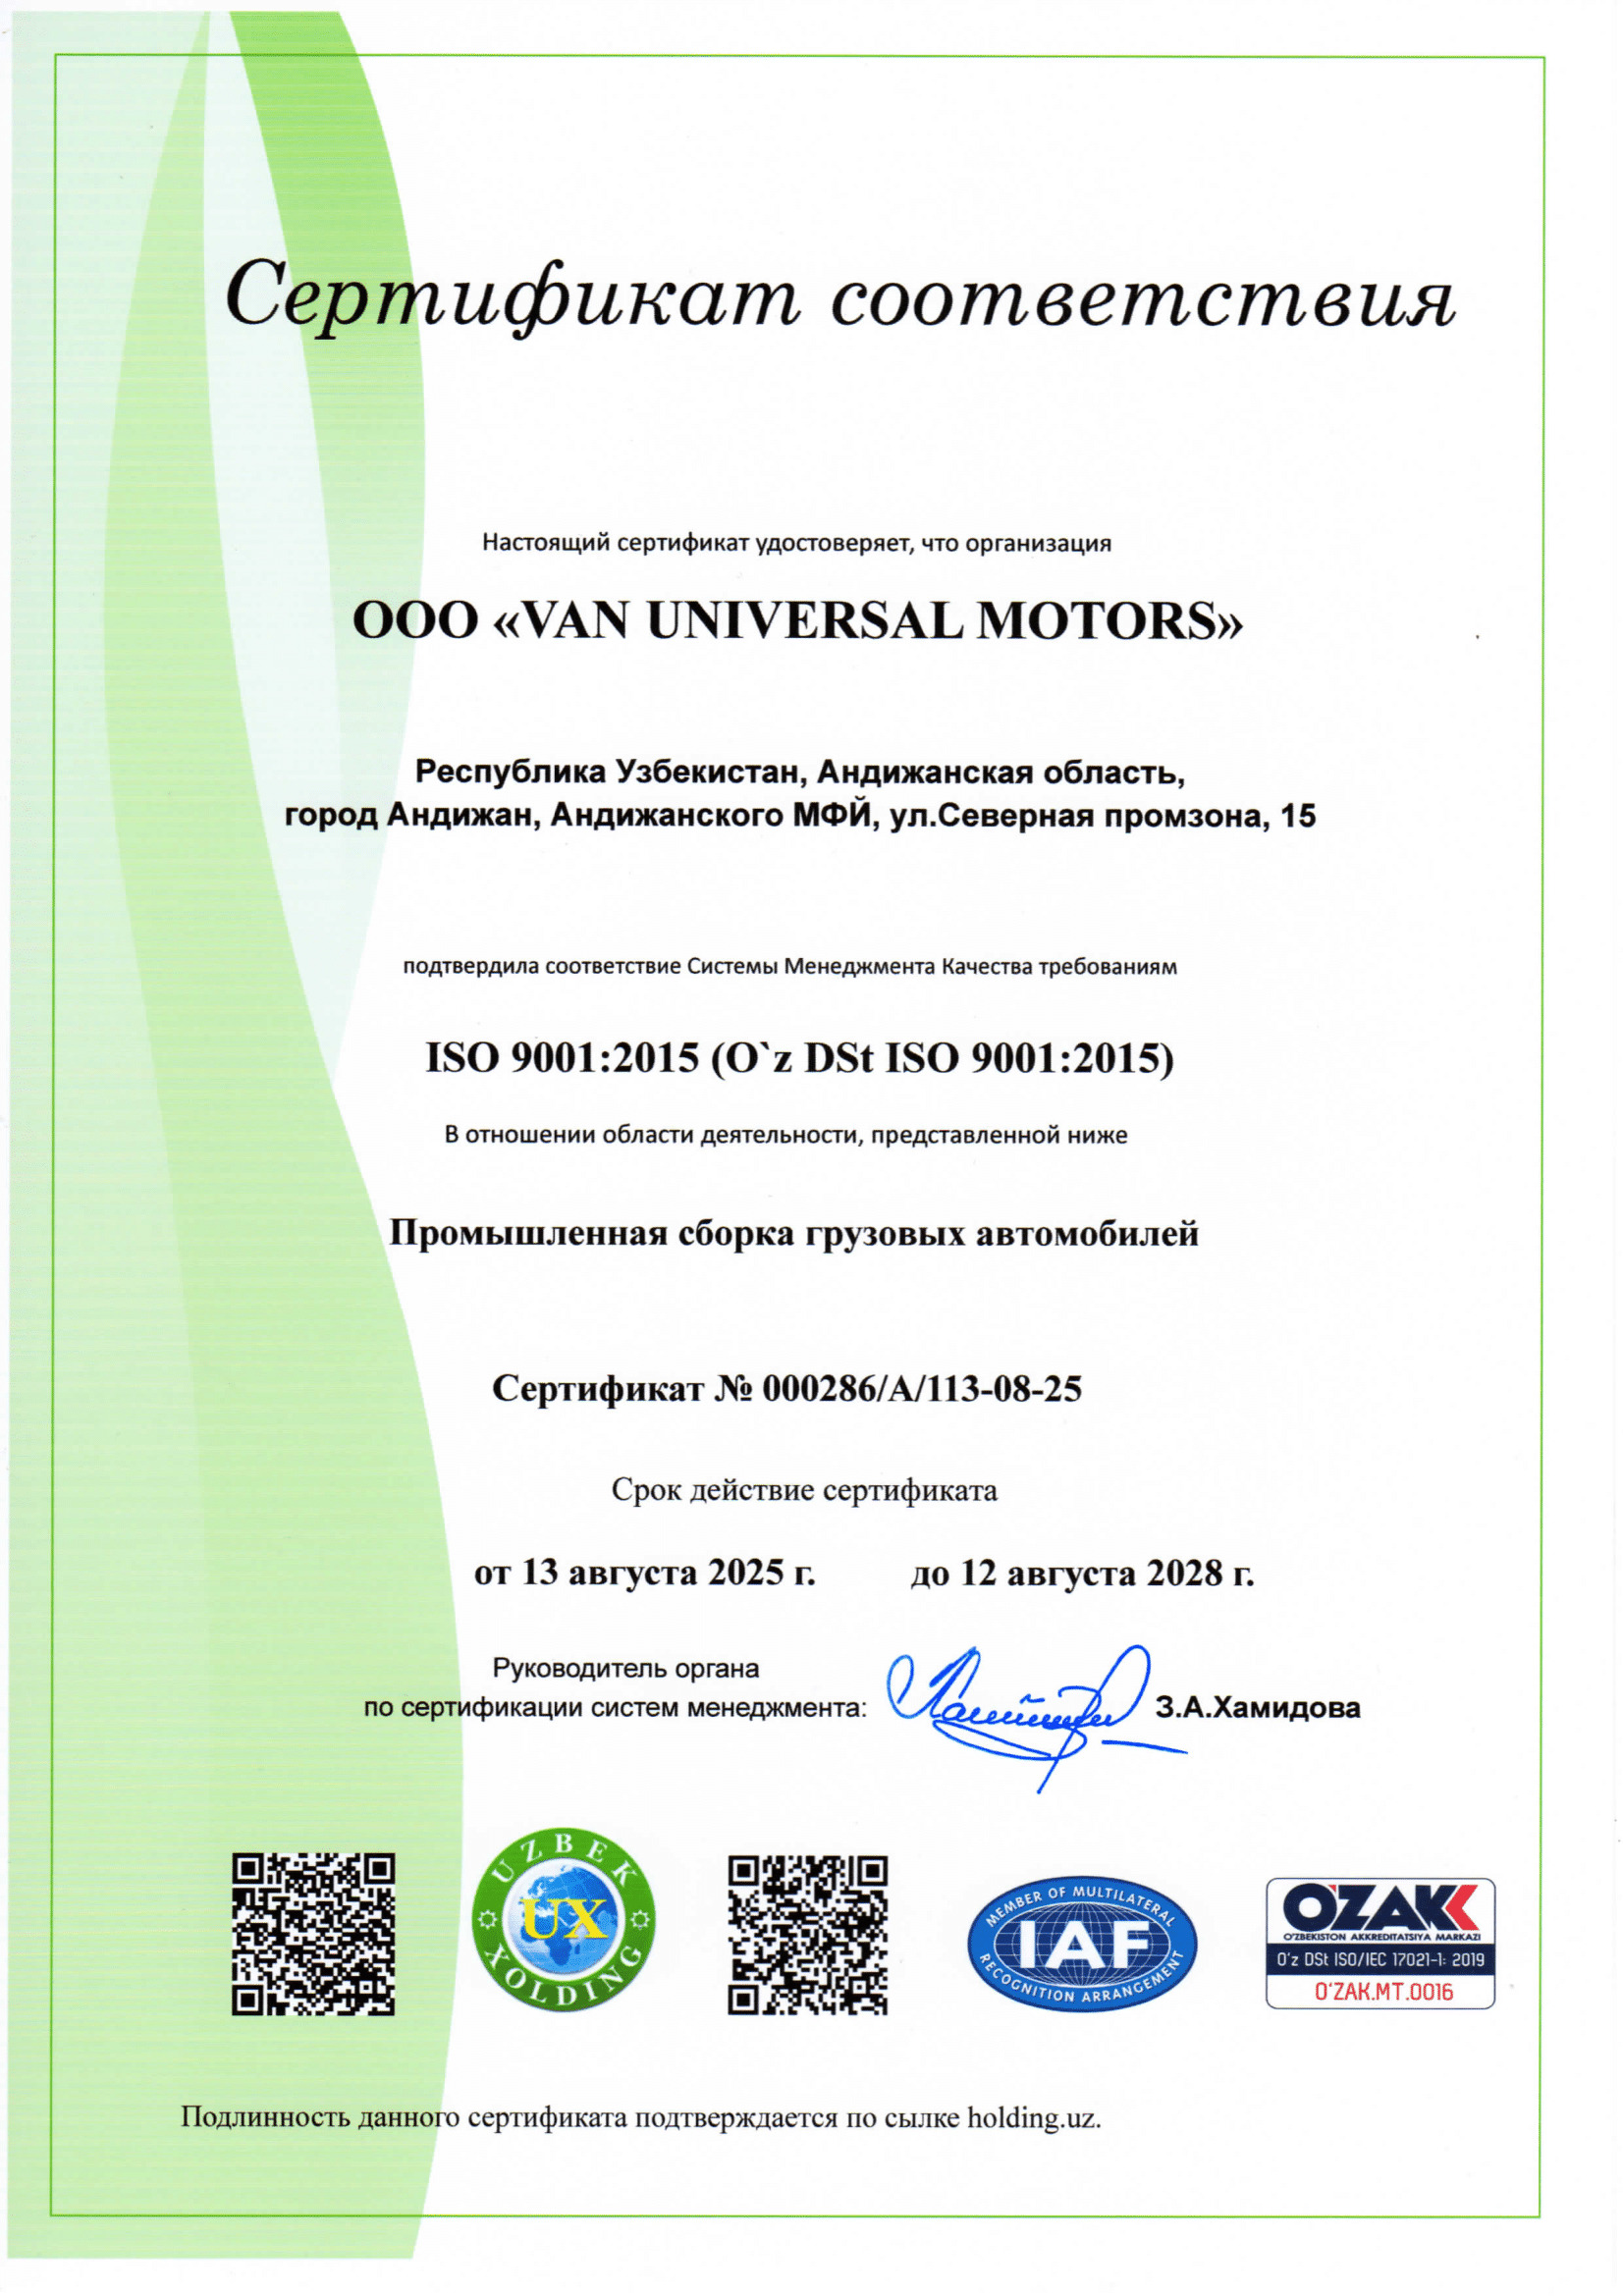 Сертификат соответствия
Настоящий сертификат удостоверяет, что организация
ООО «VAN UNIVERSAL MOTORS»
Республика Узбекистан, Андижанская область,
город Андижан, Андижанского МФЙ, ул.Северная промзона, 15
подтвердила соответствие Системы Менеджмента Качества требованиям
ISO 9001:2015 (O`z DSt ISO 9001:2015)
В отношении области деятельности, представленной ниже
Промышленная сборка грузовых автомобилей
Сертификат № 000286/А/113-08-25
Срок действие сертификата
от 13 августа 2025 г. до 12 августа 2028 г.
Руководитель органа
по сертификации систем менеджмента: З.А.Хамидова
UZBEK
UX
XOLDING
MEMBER OF MULTILATERAL
IAF
RECOGNITION ARRANGEMENT
O'ZAKK
O'ZBEKISTON AKKREDITATSIYA MARKAZI
O'z DSt ISO/IEC 17021-1: 2019
O'ZAK.MT.0016
Подлинность данного сертификата подтверждается по сылке holding.uz.